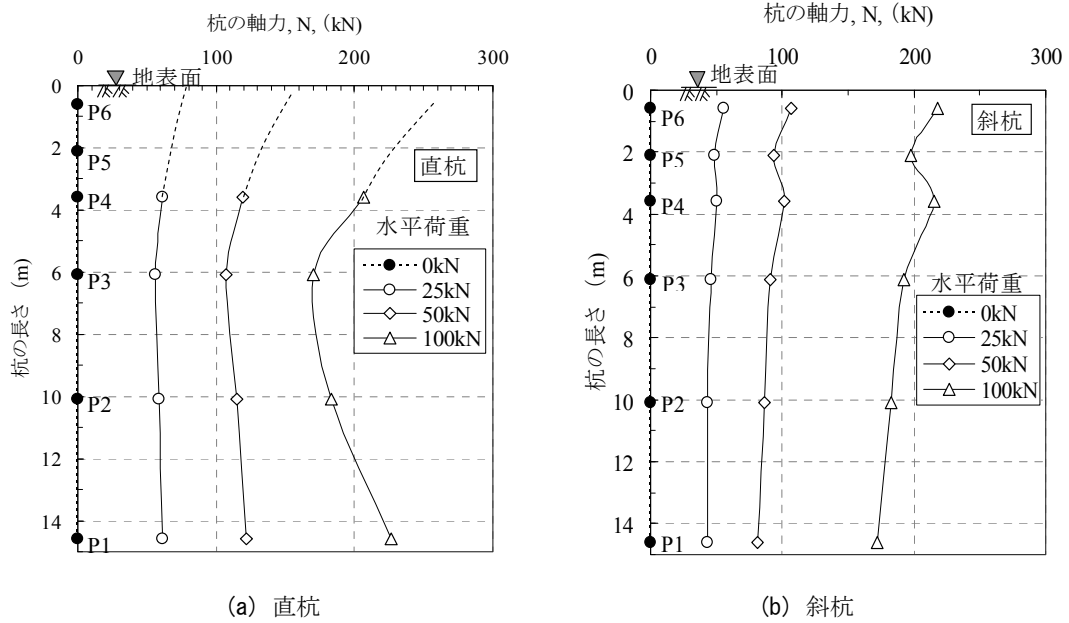 杭の軸力, N, (kN)
0 100 200 300
地表面
0
2
4
6
8
10
12
14
杭の長さ (m)
P6
P5
P4
P3
P2
P1
直杭
水平荷重
0kN
25kN
50kN
100kN
(a) 直杭
杭の軸力, N, (kN)
0 100 200 300
地表面
0
2
4
6
8
10
12
14
杭の長さ (m)
P6
P5
P4
P3
P2
P1
斜杭
水平荷重
0kN
25kN
50kN
100kN
(b) 斜杭